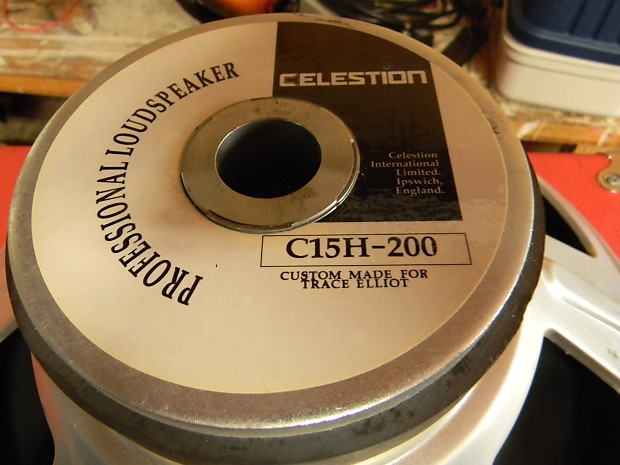 CELESTION
PROFESSIONAL LOUDSPEAKER
Celestion
International
Limited.
Ipswich,
England.
C15H-200
CUSTOM MADE FOR
TRACE ELLIOT